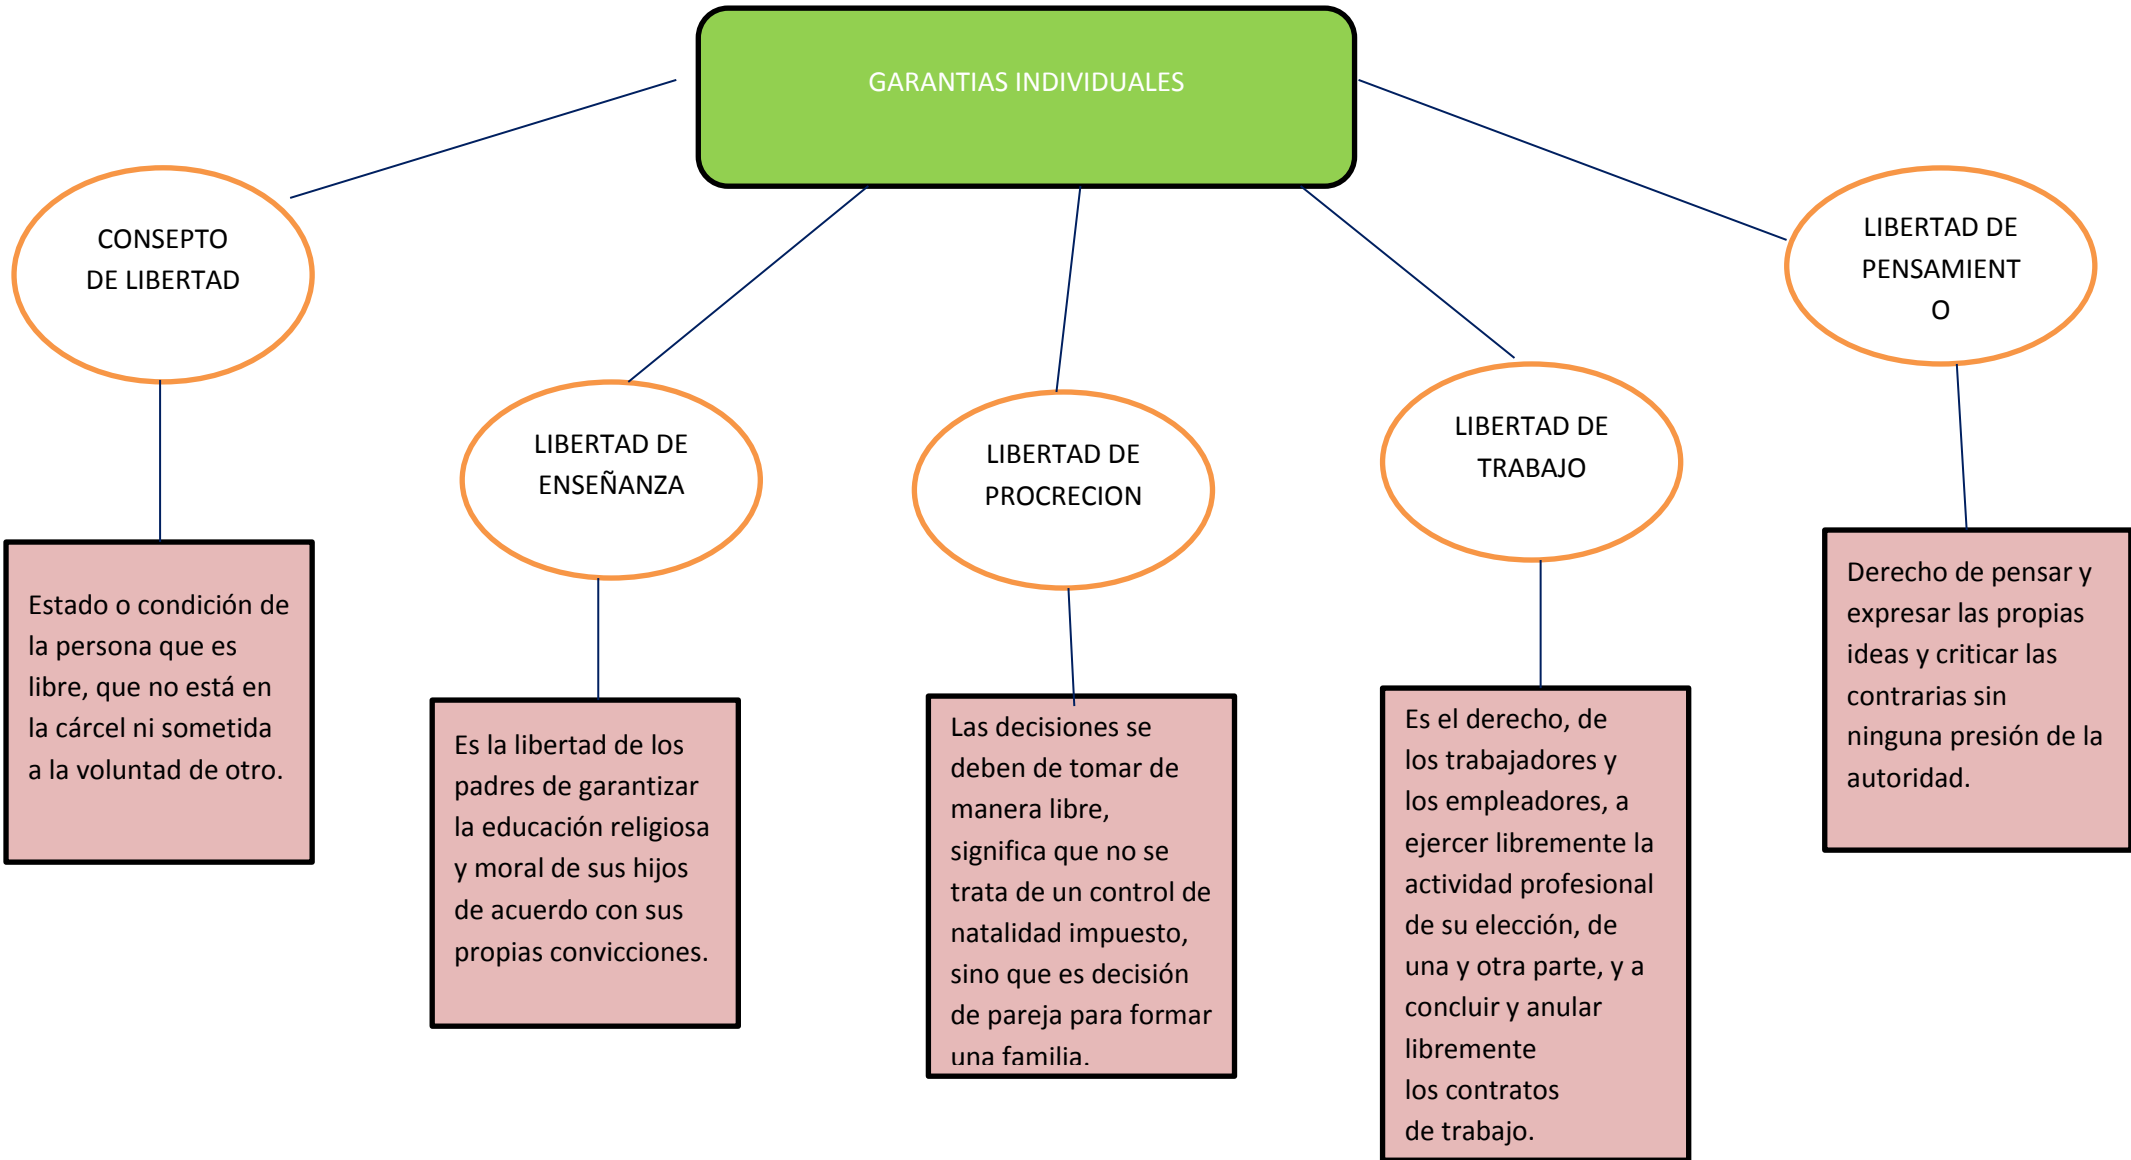 GARANTIAS INDIVIDUALES
CONSEPTO
DE LIBERTAD
LIBERTAD DE
ENSEÑANZA
LIBERTAD DE
PROCRECION
LIBERTAD DE
TRABAJO
LIBERTAD DE
PENSAMIENT
O
Estado o condición de
la persona que es
libre, que no está en
la cárcel ni sometida
a la voluntad de otro.
Es la libertad de los
padres de garantizar
la educación religiosa
y moral de sus hijos
de acuerdo con sus
propias convicciones.
Las decisiones se
deben de tomar de
manera libre,
significa que no se
trata de un control de
natalidad impuesto,
sino que es decisión
de pareja para formar
una familia.
Es el derecho, de
los trabajadores y
los empleadores, a
ejercer libremente la
actividad profesional
de su elección, de
una y otra parte, y a
concluir y anular
libremente
los contratos
de trabajo.
Derecho de pensar y
expresar las propias
ideas y criticar las
contrarias sin
ninguna presión de la
autoridad.